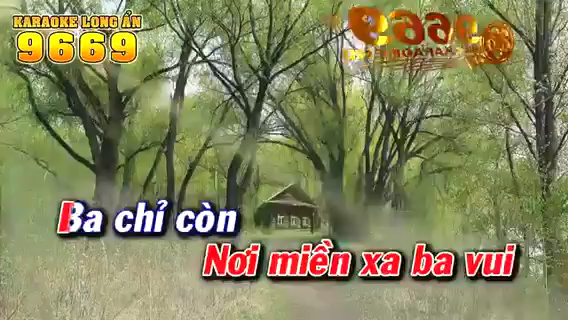 KARAOKE LONG ẨN
9669
Ba chỉ còn
Nơi miền xa ba vui